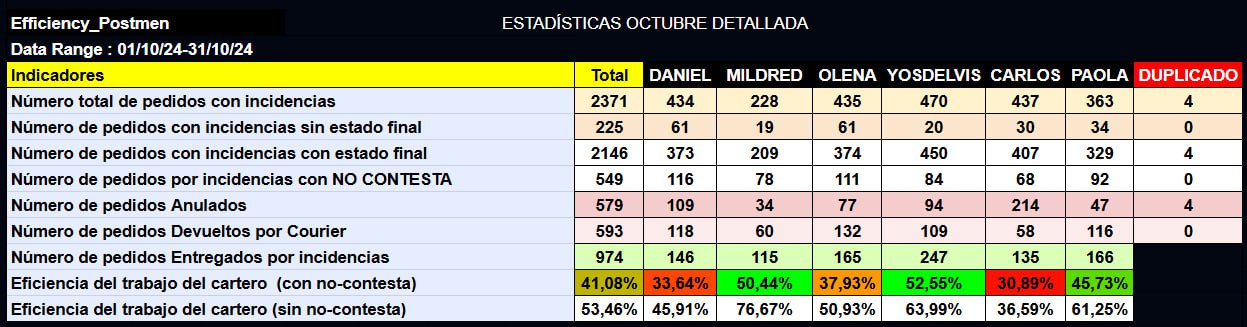 Efficiency_Postmen ESTADÍSTICAS OCTUBRE DETALLADA
Data Range : 01/10/24-31/10/24
Indicadores Total DANIEL MILDRED OLENA YOSDELVIS CARLOS PAOLA DUPLICADO
Número total de pedidos con incidencias 2371 434 228 435 470 437 363 4
Número de pedidos con incidencias sin estado final 225 61 19 61 20 30 34 0
Número de pedidos con incidencias con estado final 2146 373 209 374 450 407 329 4
Número de pedidos por incidencias con NO CONTESTA 549 116 78 111 84 68 92 0
Número de pedidos Anulados 579 109 34 77 94 214 47 4
Número de pedidos Devueltos por Courier 593 118 60 132 109 58 116 0
Número de pedidos Entregados por incidencias 974 146 115 165 247 135 166
Eficiencia del trabajo del cartero (con no-contesta) 41,08% 33,64% 50,44% 37,93% 52,55% 30,89% 45,73%
Eficiencia del trabajo del cartero (sin no-contesta) 53,46% 45,91% 76,67% 50,93% 63,99% 36,59% 61,25%